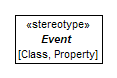 «stereotype»
Event
[Class, Property]